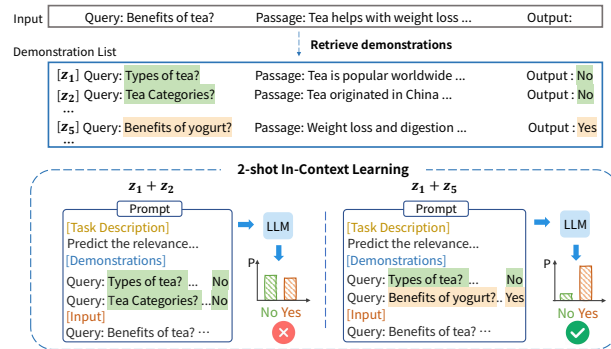 Input Query: Benefits of tea? Passage: Tea helps with weight loss ... Output:
Retrieve demonstrations
Demonstration List
[z1] Query: Types of tea? Passage: Tea is popular worldwide ... Output : No
[z2] Query: Tea Categories? Passage: Tea originated in China ... Output : No
...
[z5] Query: Benefits of yogurt? Passage: Weight loss and digestion ... Output : Yes
...
2-shot In-Context Learning
z1 + z2
Prompt
[Task Description]
Predict the relevance...
[Demonstrations]
Query: Types of tea? ... No
Query: Tea Categories? ...No
[Input]
Query: Benefits of tea? ...
LLM
P
No Yes
z1 + z5
Prompt
[Task Description]
Predict the relevance...
[Demonstrations]
Query: Types of tea? ... No
Query: Benefits of yogurt?.. Yes
[Input]
Query: Benefits of tea? ...
LLM
P
No Yes